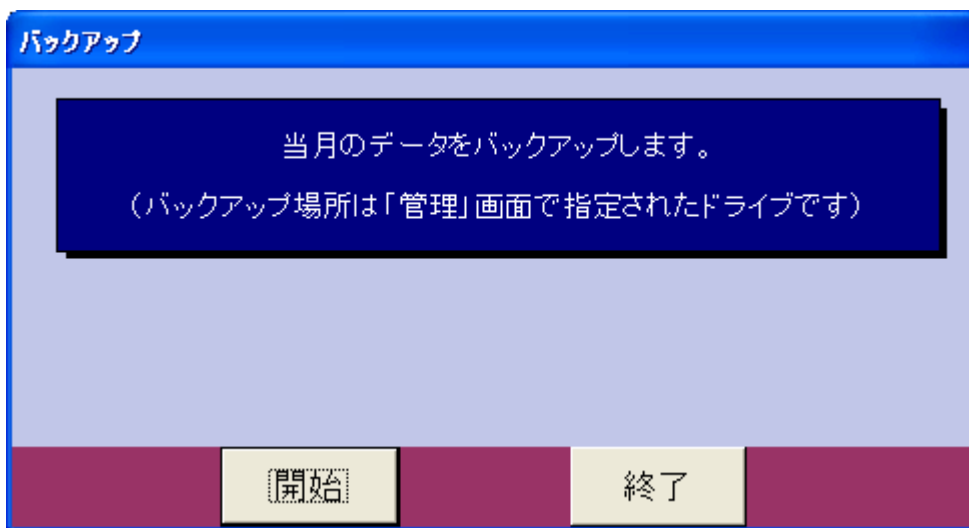 バックアップ
当月のデータをバックアップします。
(バックアップ場所は「管理」画面で指定されたドライブです)
開始
終了